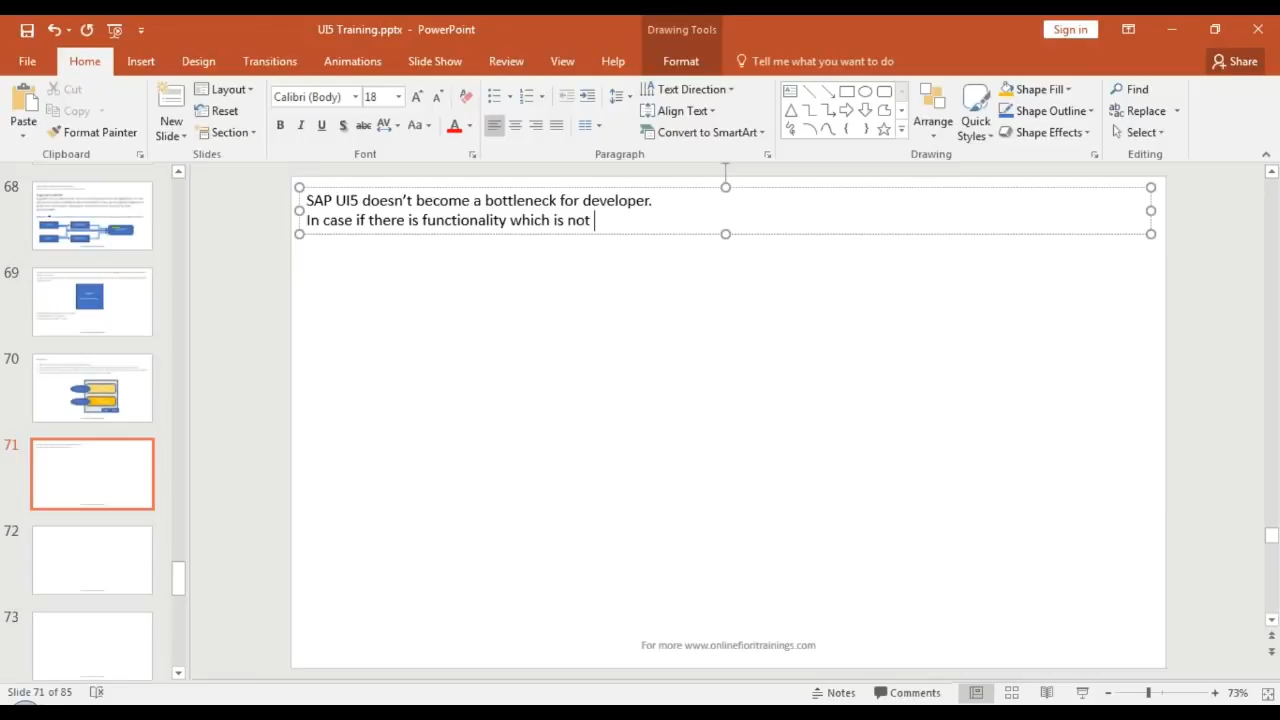 UI5 Training.pptx - PowerPoint
Drawing Tools
Sign in
File Home Insert Design Transitions Animations Slide Show Review View Help Format Tell me what you want to do Share
Paste
Cut
Copy
Format Painter
Clipboard
New Slide
Layout
Reset
Section
Slides
Calibri (Body) 18
B I U S abc AV Aa A
Font
Paragraph
Text Direction
Align Text
Convert to SmartArt
Arrange
Quick Styles
Shape Fill
Shape Outline
Shape Effects
Drawing
Find
Replace
Select
Editing
68
69
70
71
72
73
SAP UI5 doesn’t become a bottleneck for developer.
In case if there is functionality which is not
For more www.onlinefioritrainings.com
Slide 71 of 85
Notes Comments 73%